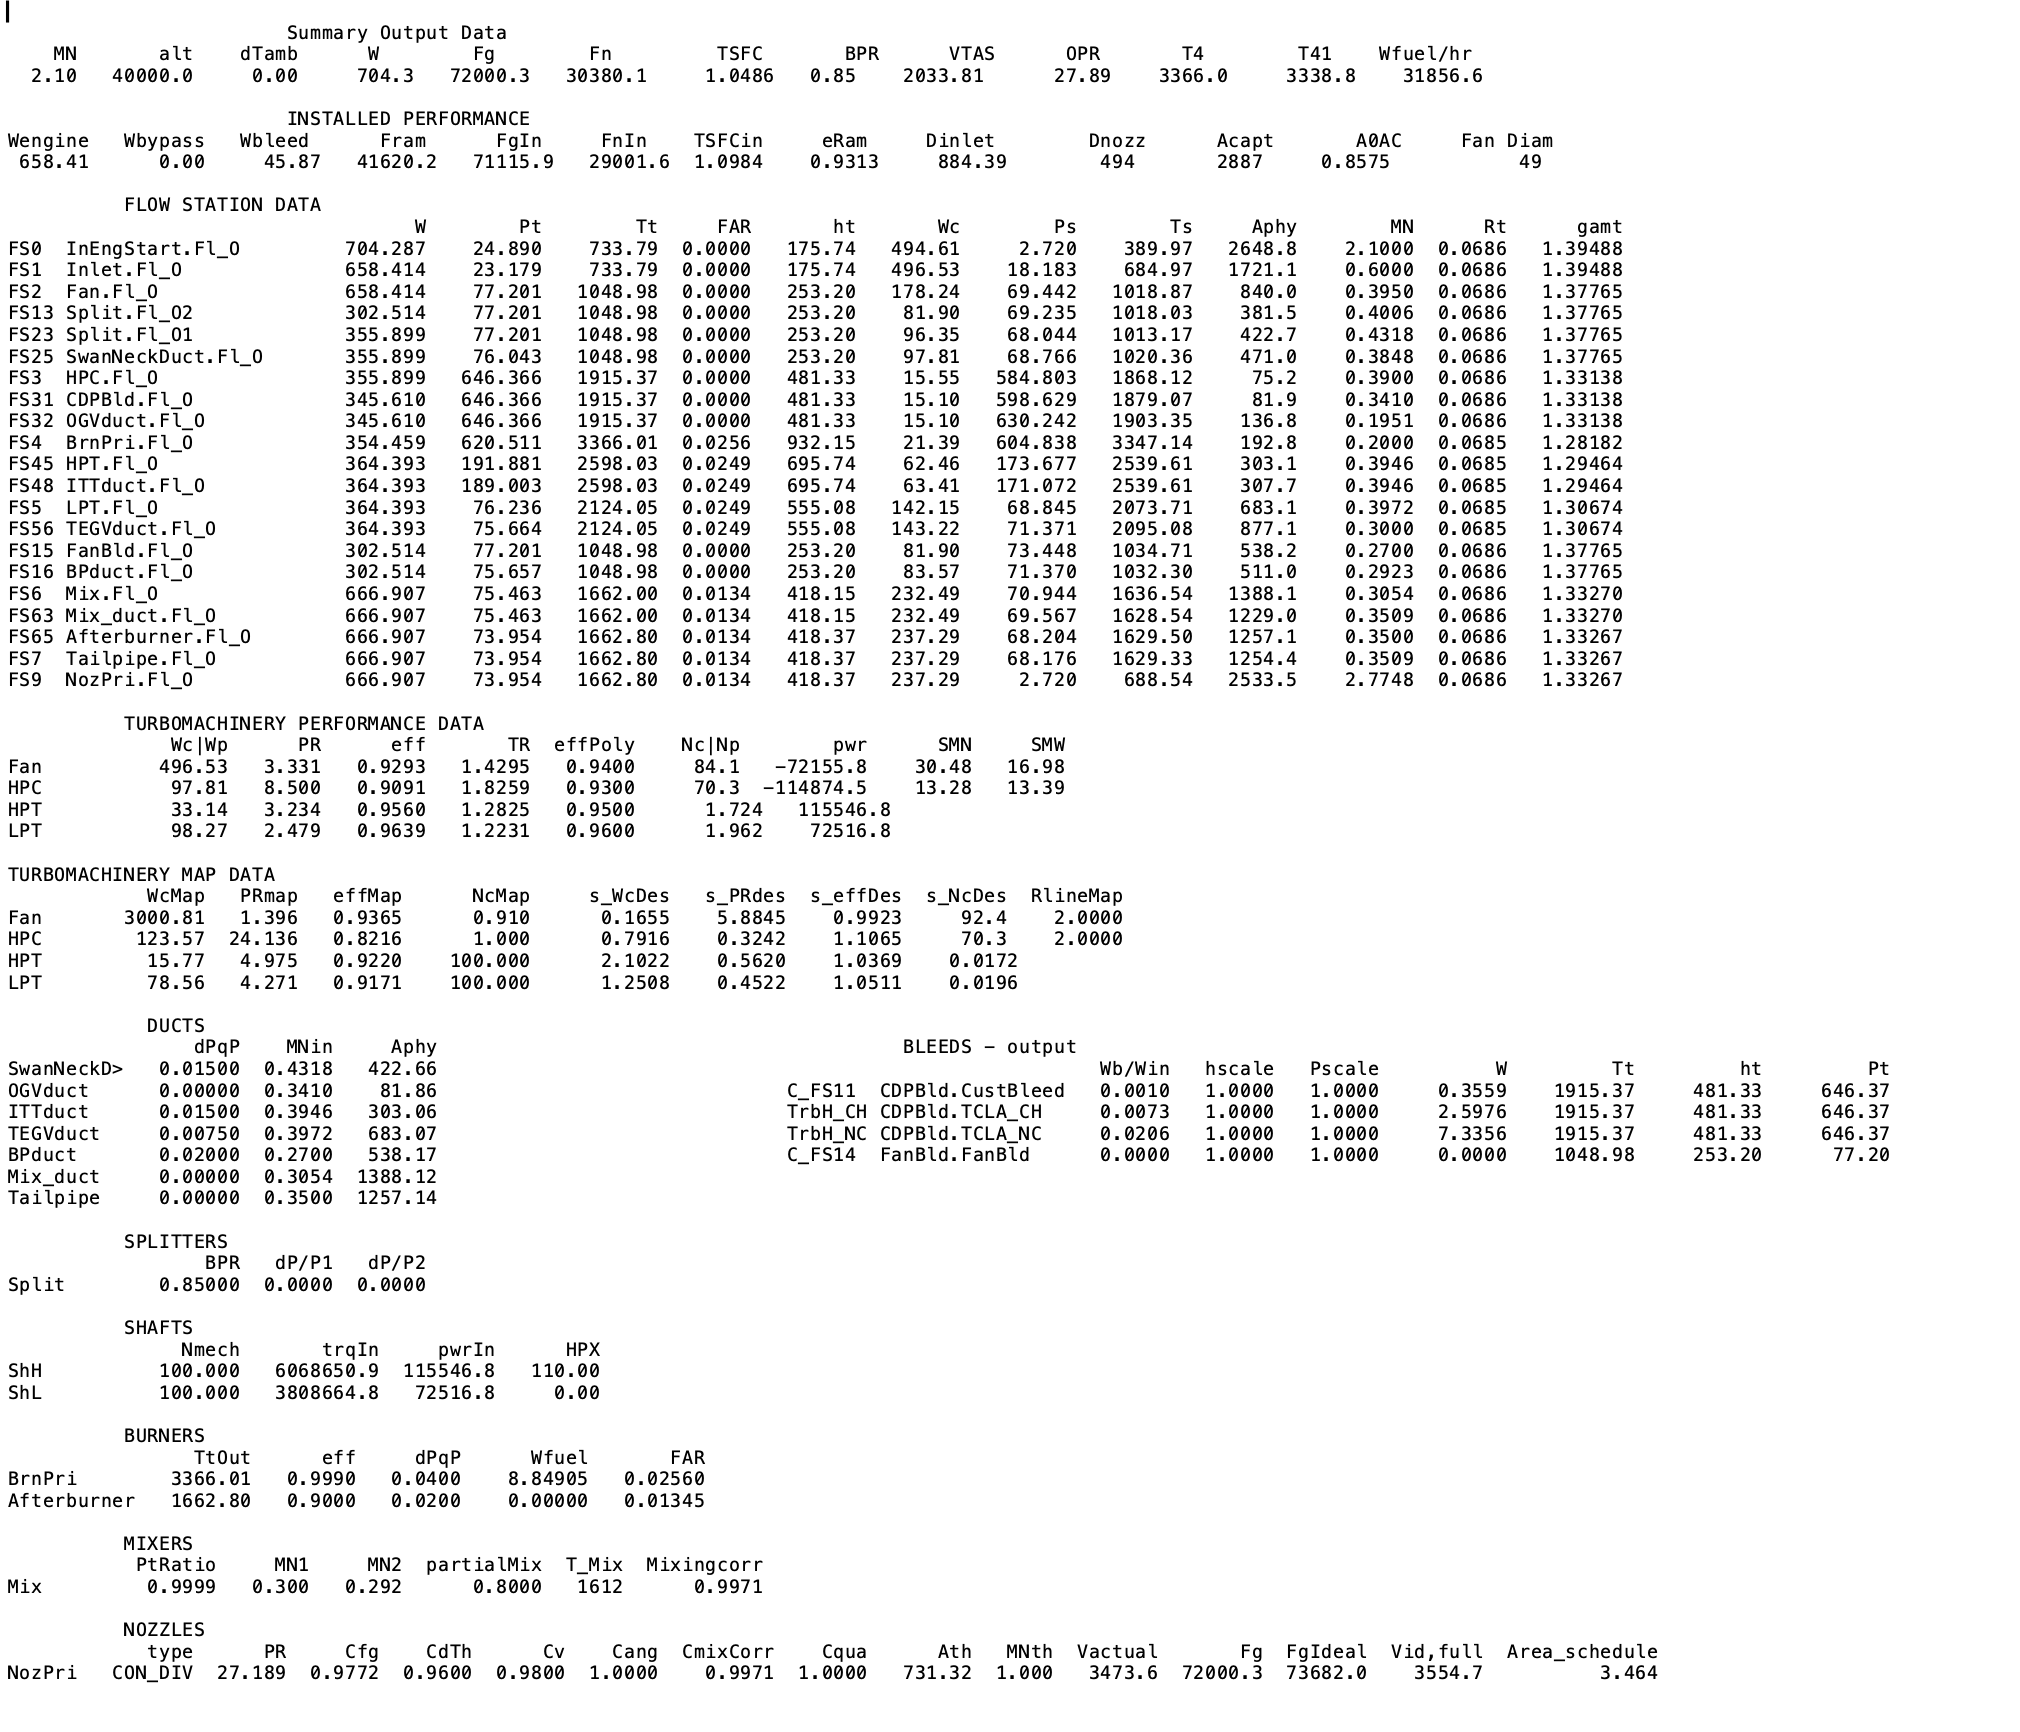 Summary Output Data
MN alt dTamb W Fg Fn TSFC BPR VTAS OPR T4 T41 Wfuel/hr
2.10 40000.0 0.00 704.3 72000.3 30380.1 1.0486 0.85 2033.81 27.89 3366.0 3338.8 31856.6
INSTALLED PERFORMANCE
Wengine Wbypass Wbleed Fram FgIn FnIn TSFCin eRam Dinlet Dnozz Acapt A0AC Fan Diam
658.41 0.00 45.87 41620.2 71115.9 29001.6 1.0984 0.9313 884.39 494 2887 0.8575 49
FLOW STATION DATA
W Pt Tt FAR ht Wc Ps Ts Aphy MN Rt gamt
FS0 InEngStart.Fl_O 704.287 24.890 733.79 0.0000 175.74 494.61 2.720 389.97 2648.8 2.1000 0.0686 1.39488
FS1 Inlet.Fl_O 658.414 23.179 733.79 0.0000 175.74 496.53 18.183 684.97 1721.1 0.6000 0.0686 1.39488
FS2 Fan.Fl_O 658.414 77.201 1048.98 0.0000 253.20 178.24 69.442 1018.87 840.0 0.3950 0.0686 1.37765
FS13 Split.Fl_O2 302.514 77.201 1048.98 0.0000 253.20 81.90 69.235 1018.03 381.5 0.4006 0.0686 1.37765
FS23 Split.Fl_O1 355.899 77.201 1048.98 0.0000 253.20 96.35 68.044 1013.17 422.7 0.4318 0.0686 1.37765
FS25 SwanNeckDuct.Fl_O 355.899 76.043 1048.98 0.0000 253.20 97.81 68.766 1020.36 471.0 0.3848 0.0686 1.37765
FS3 HPC.Fl_O 355.899 646.366 1915.37 0.0000 481.33 15.55 584.803 1868.12 75.2 0.3900 0.0686 1.33138
FS31 CDPBld.Fl_O 345.610 646.366 1915.37 0.0000 481.33 15.10 598.629 1879.07 81.9 0.3410 0.0686 1.33138
FS32 OGVduct.Fl_O 345.610 646.366 1915.37 0.0000 481.33 15.10 630.242 1903.35 136.8 0.1951 0.0686 1.33138
FS4 BrnPri.Fl_O 354.459 620.511 3366.01 0.0256 932.15 21.39 604.838 3347.14 192.8 0.2000 0.0685 1.28182
FS45 HPT.Fl_O 364.393 191.881 2598.03 0.0249 695.74 62.46 173.677 2539.61 303.1 0.3946 0.0685 1.29464
FS48 ITTduct.Fl_O 364.393 189.003 2598.03 0.0249 695.74 63.41 171.072 2539.61 307.7 0.3946 0.0685 1.29464
FS5 LPT.Fl_O 364.393 76.236 2124.05 0.0249 555.08 142.15 68.845 2073.71 683.1 0.3972 0.0685 1.30674
FS56 TEGVduct.Fl_O 364.393 75.664 2124.05 0.0249 555.08 143.22 71.371 2095.08 877.1 0.3000 0.0685 1.30674
FS15 FanBld.Fl_O 302.514 77.201 1048.98 0.0000 253.20 81.90 73.448 1034.71 538.2 0.2700 0.0686 1.37765
FS16 BPduct.Fl_O 302.514 75.657 1048.98 0.0000 253.20 83.57 71.370 1032.30 511.0 0.2923 0.0686 1.37765
FS6 Mix.Fl_O 666.907 75.463 1662.00 0.0134 418.15 232.49 70.944 1636.54 1388.1 0.3054 0.0686 1.33270
FS63 Mix_duct.Fl_O 666.907 75.463 1662.00 0.0134 418.15 232.49 69.567 1628.54 1229.0 0.3509 0.0686 1.33270
FS65 Afterburner.Fl_O 666.907 73.954 1662.80 0.0134 418.37 237.29 68.204 1629.50 1257.1 0.3500 0.0686 1.33267
FS7 Tailpipe.Fl_O 666.907 73.954 1662.80 0.0134 418.37 237.29 68.176 1629.33 1254.4 0.3509 0.0686 1.33267
FS9 NozPri.Fl_O 666.907 73.954 1662.80 0.0134 418.37 237.29 2.720 688.54 2533.5 2.7748 0.0686 1.33267
TURBOMACHINERY PERFORMANCE DATA
Wc|Wp PR eff TR effPoly Nc|Np pwr SMN SMW
Fan 496.53 3.331 0.9293 1.4295 0.9400 84.1 -72155.8 30.48 16.98
HPC 97.81 8.500 0.9091 1.8259 0.9300 70.3 -114874.5 13.28 13.39
HPT 33.14 3.234 0.9560 1.2825 0.9500 1.724 115546.8
LPT 98.27 2.479 0.9639 1.2231 0.9600 1.962 72516.8
TURBOMACHINERY MAP DATA
WcMap PRmap effMap NcMap s_WcDes s_PRdes s_effDes s_NcDes RlineMap
Fan 3000.81 1.396 0.9365 0.910 0.1655 5.8845 0.9923 92.4 2.0000
HPC 123.57 24.136 0.8216 1.000 0.7916 0.3242 1.1065 70.3 2.0000
HPT 15.77 4.975 0.9220 100.000 2.1022 0.5620 1.0369 0.0172
LPT 78.56 4.271 0.9171 100.000 1.2508 0.4522 1.0511 0.0196
DUCTS
dPqP MNin Aphy BLEEDS - output
SwanNeckD> 0.01500 0.4318 422.66 Wb/Win hscale Pscale W Tt ht Pt
OGVduct 0.00000 0.3410 81.86 C_FS11 CDPBld.CustBleed 0.0010 1.0000 1.0000 0.3559 1915.37 481.33 646.37
ITTduct 0.01500 0.3946 303.06 TrbH_CH CDPBld.TCLA_CH 0.0073 1.0000 1.0000 2.5976 1915.37 481.33 646.37
TEGVduct 0.00750 0.3972 683.07 TrbH_NC CDPBld.TCLA_NC 0.0206 1.0000 1.0000 7.3356 1915.37 481.33 646.37
BPduct 0.02000 0.2700 538.17 C_FS14 FanBld.FanBld 0.0000 1.0000 1.0000 0.0000 1048.98 253.20 77.20
Mix_duct 0.00000 0.3054 1388.12
Tailpipe 0.00000 0.3500 1257.14
SPLITTERS
BPR dP/P1 dP/P2
Split 0.85000 0.0000 0.0000
SHAFTS
Nmech trqIn pwrIn HPX
ShH 100.000 6068650.9 115546.8 110.00
ShL 100.000 3808664.8 72516.8 0.00
BURNERS
TtOut eff dPqP Wfuel FAR
BrnPri 3366.01 0.9990 0.0400 8.84905 0.02560
Afterburner 1662.80 0.9000 0.0200 0.00000 0.01345
MIXERS
PtRatio MN1 MN2 partialMix T_Mix Mixingcorr
Mix 0.9999 0.300 0.292 0.8000 1612 0.9971
NOZZLES
type PR Cfg CdTh Cv Cang CmixCorr Cqua Ath MNth Vactual Fg FgIdeal Vid,full Area_schedule
NozPri CON_DIV 27.189 0.9772 0.9600 0.9800 1.0000 0.9971 1.0000 731.32 1.000 3473.6 72000.3 73682.0 3554.7 3.464